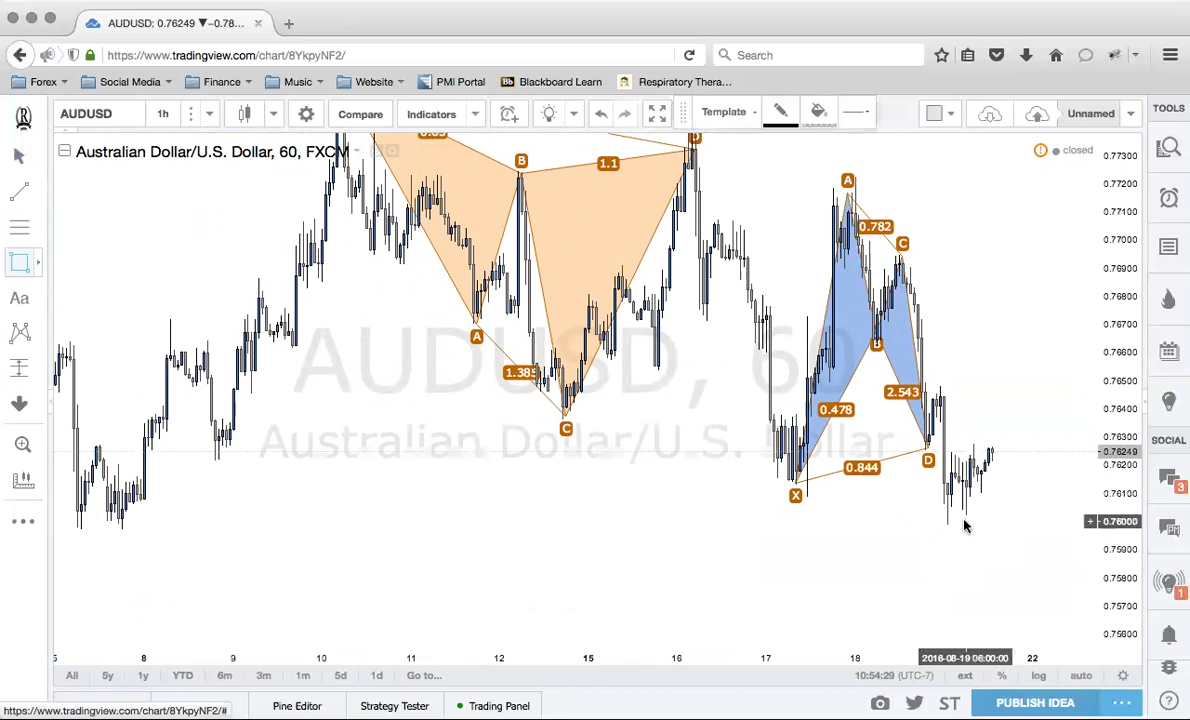 AUDUSD: 0.76249 ▼−0.78...
https://www.tradingview.com/chart/8YkpyNF2/
Search
Forex
Social Media
Finance
Music
Website
PMI Portal
Bb Blackboard Learn
Respiratory Thera...
AUDUSD
1h
Compare
Indicators
Template
Unnamed
TOOLS
Australian Dollar/U.S. Dollar, 60, FXCM
closed
AUDUSD, 60
Australian Dollar/U.S. Dollar
B
1.1
D
A
1.385
C
A
0.782
C
B
0.478
2.543
0.844
D
X
0.77300
0.77200
0.77100
0.77000
0.76900
0.76800
0.76700
0.76600
0.76500
0.76400
0.76300
0.76249
0.76200
0.76100
+ 0.76000
0.75900
0.75800
0.75700
0.75600
Aa
SOCIAL
3
1
8
9
10
11
12
15
16
17
18
2016-08-19 06:00:00
22
All
5y
1y
YTD
6m
3m
1m
5d
1d
Go to...
10:54:29 (UTC-7)
ext
%
log
auto
https://www.tradingview.com/chart/8YkpyNF2/#
Pine Editor
Strategy Tester
Trading Panel
ST
PUBLISH IDEA